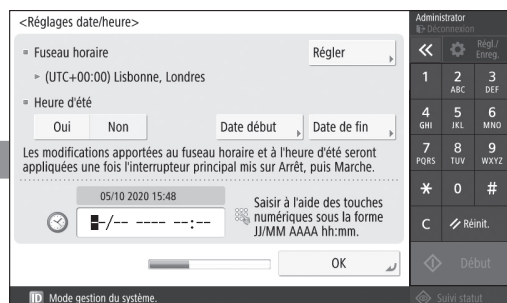 <Réglages date/heure>
Fuseau horaire
Régler
(UTC+00:00) Lisbonne, Londres
Heure d'été
Oui Non Date début Date de fin
Les modifications apportées au fuseau horaire et à l'heure d'été seront
appliquées une fois l'interrupteur principal mis sur Arrêt, puis Marche.
05/10 2020 15:48
--/-- ---- --:--
Saisir à l'aide des touches
numériques sous la forme
JJ/MM AAAA hh:mm.
OK
ID Mode gestion du système.
Administrator
Déconnexion
Régl./
Enreg.
1 2 3
ABC DEF
4 5 6
GHI JKL MNO
7 8 9
PQRS TUV WXYZ
* 0 #
C Réinit.
Début
Suivi statut